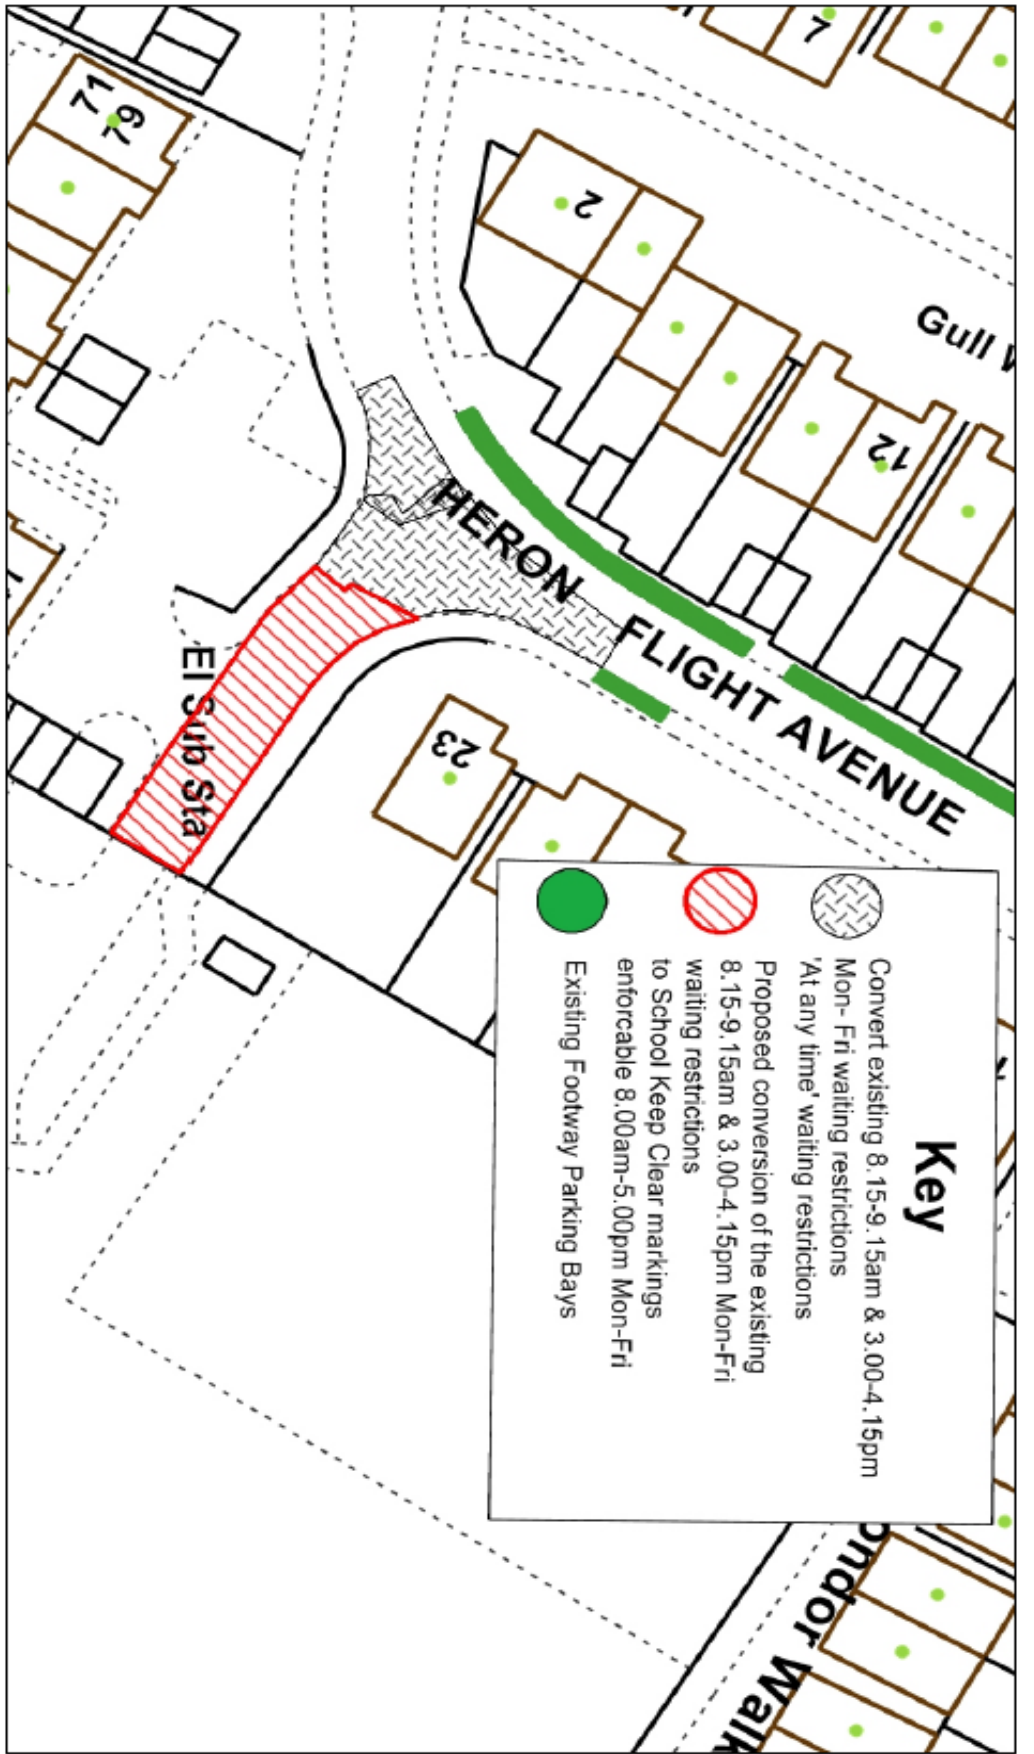 7
71
79
2
Gull
12
HERON FLIGHT AVENUE
El Sub Sta
23
Key
Convert existing 8.15-9.15am & 3.00-4.15pm
Mon- Fri waiting restrictions
'At any time' waiting restrictions
Proposed conversion of the existing
8.15-9.15am & 3.00-4.15pm Mon-Fri
waiting restrictions
to School Keep Clear markings
enforcable 8.00am-5.00pm Mon-Fri
Existing Footway Parking Bays
ondor Walk